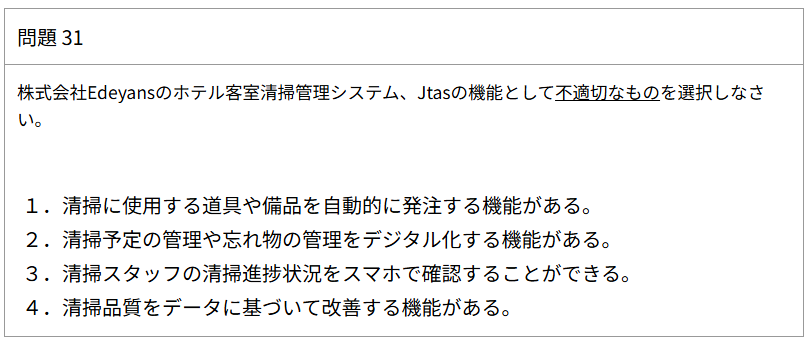 問題 31
株式会社Edeyansのホテル客室清掃管理システム、Jtasの機能として不適切なものを選択しなさ
い。
１．清掃に使用する道具や備品を自動的に発注する機能がある。
２．清掃予定の管理や忘れ物の管理をデジタル化する機能がある。
３．清掃スタッフの清掃進捗状況をスマホで確認することができる。
４．清掃品質をデータに基づいて改善する機能がある。